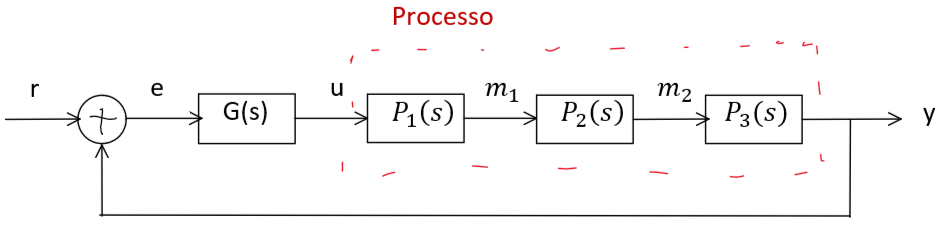 Processo
r
e
G(s)
u
P₁(s)
m₁
P₂(s)
m₂
P₃(s)
y